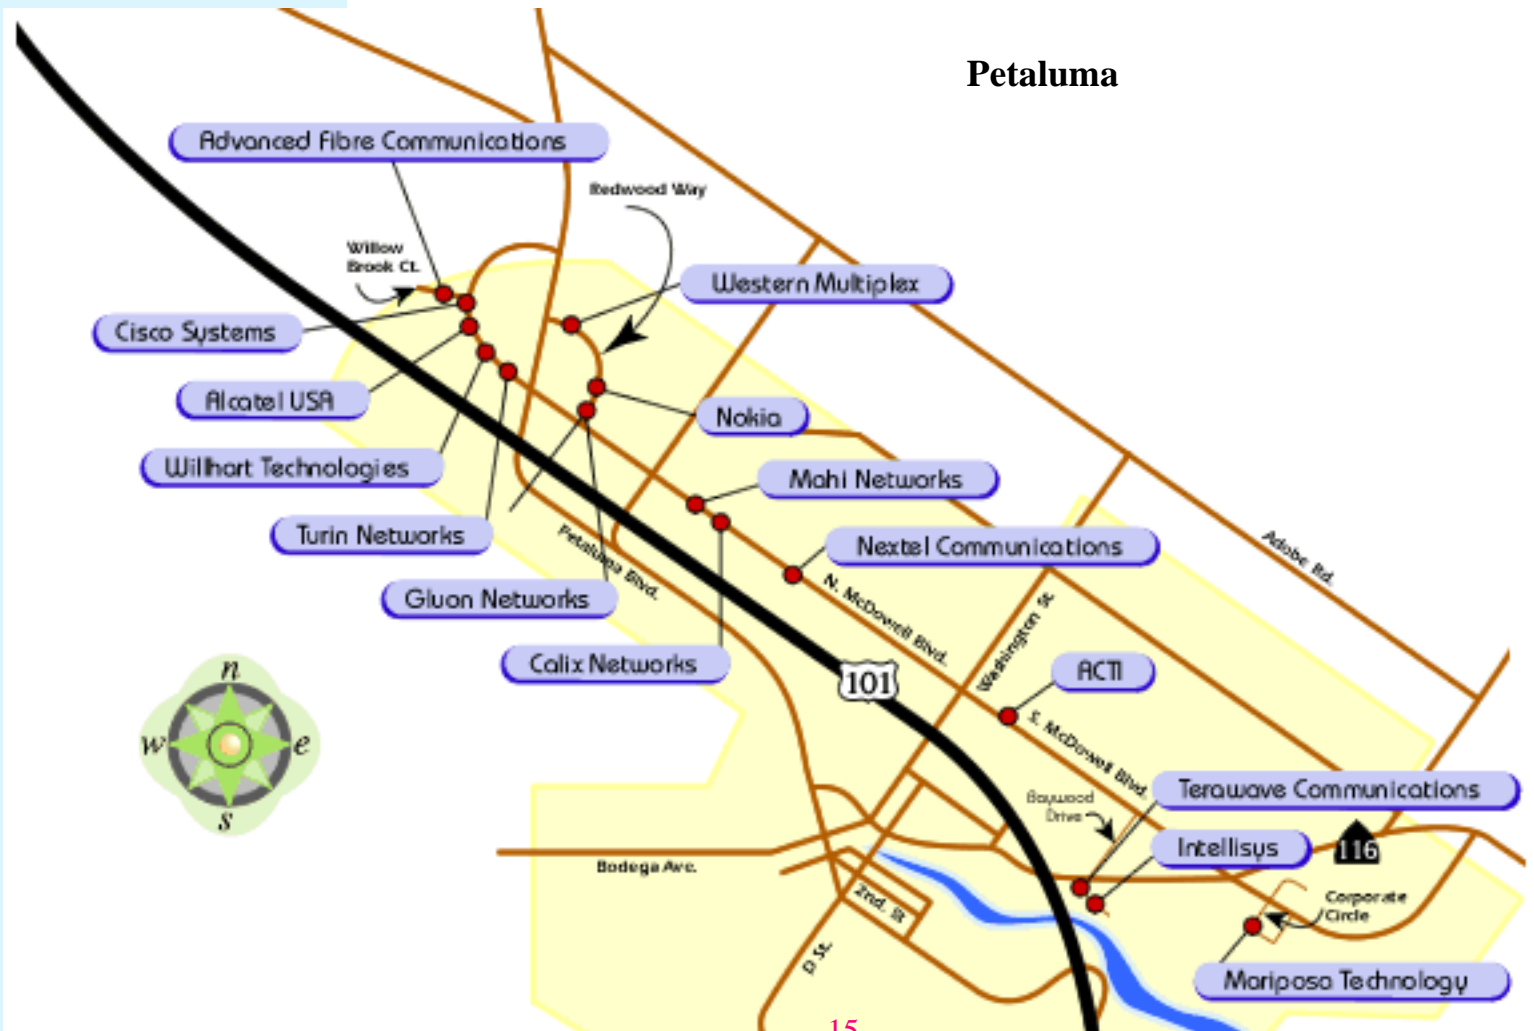 Petaluma
Advanced Fibre Communications
Redwood Way
Willow
Brook Ct.
Western Multiplex
Cisco Systems
Alcatel USA
Nokia
Willhart Technologies
Mahi Networks
Turin Networks
Nextel Communications
Petaluma Blvd.
Adobe Rd.
Gluon Networks
N. McDowell Blvd.
Washington St
Calix Networks
101
ACTI
n
w
e
s
S. McDowell Blvd.
Terawave Communications
Baywood
Drive
Intellisys
116
Bodega Ave.
2nd. St
Corporate
Circle
D St.
Mariposa Technology
15